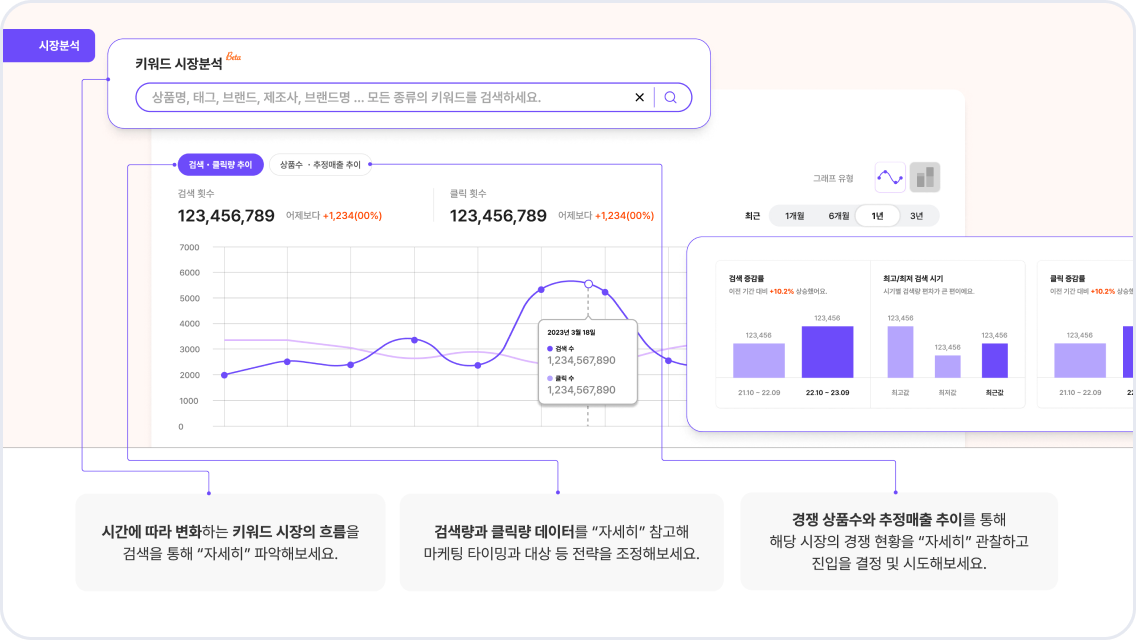 시장분석
키워드 시장분석 Beta
상품명, 태그, 브랜드, 제조사, 브랜드명 ... 모든 종류의 키워드를 검색하세요.
검색 · 클릭량 추이
상품수 · 추정매출 추이
그래프 유형
검색 횟수
123,456,789 어제보다 +1,234(00%)
클릭 횟수
123,456,789 어제보다 +1,234(00%)
최근 1개월 6개월 1년 3년
7000
6000
5000
4000
3000
2000
1000
0
2023년 3월 18일
검색 수
1,234,567,890
클릭 수
1,234,567,890
검색 증감률
이전 기간 대비 +10.2% 상승했어요.
123,456
123,456
21.10 ~ 22.09
22.10 ~ 23.09
최고/최저 검색 시기
시기별 검색량 편차가 큰 편이에요.
123,456
123,456
123,456
최고값
최저값
최근값
클릭 증감률
이전 기간 대비 +10.2% 상승
123,456
21.10 ~ 22.09
시간에 따라 변화하는 키워드 시장의 흐름을
검색을 통해 “자세히” 파악해보세요.
검색량과 클릭량 데이터를 “자세히” 참고해
마케팅 타이밍과 대상 등 전략을 조정해보세요.
경쟁 상품수와 추정매출 추이를 통해
해당 시장의 경쟁 현황을 “자세히” 관찰하고
진입을 결정 및 시도해보세요.